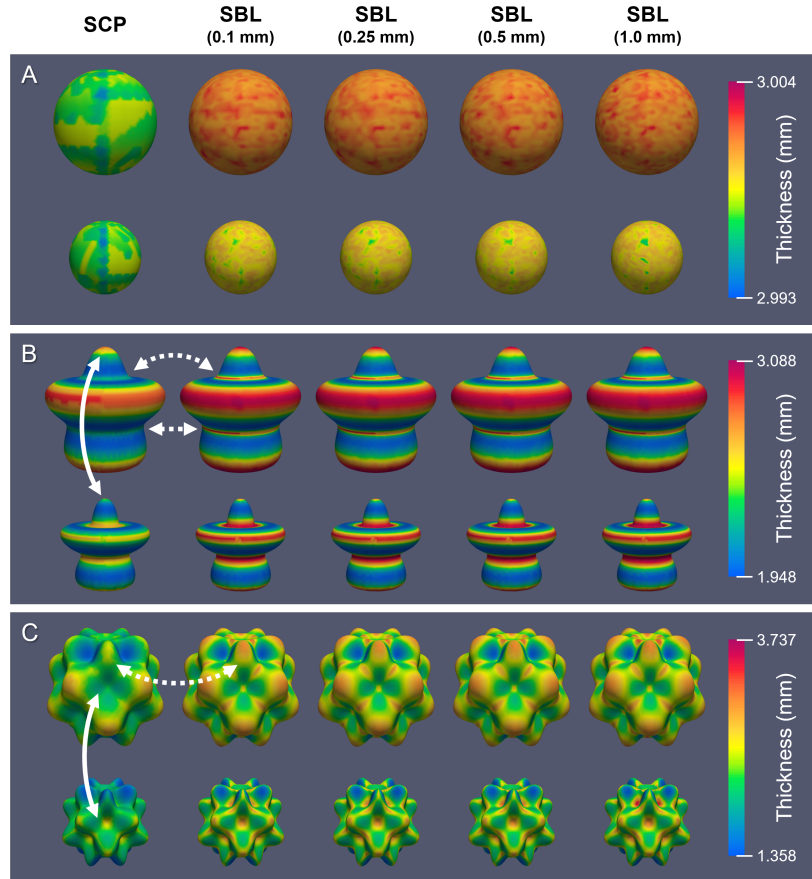 SCP SBL SBL SBL SBL
(0.1 mm) (0.25 mm) (0.5 mm) (1.0 mm)
A
3.004
Thickness (mm)
2.993
B
3.088
Thickness (mm)
1.948
C
3.737
Thickness (mm)
1.358